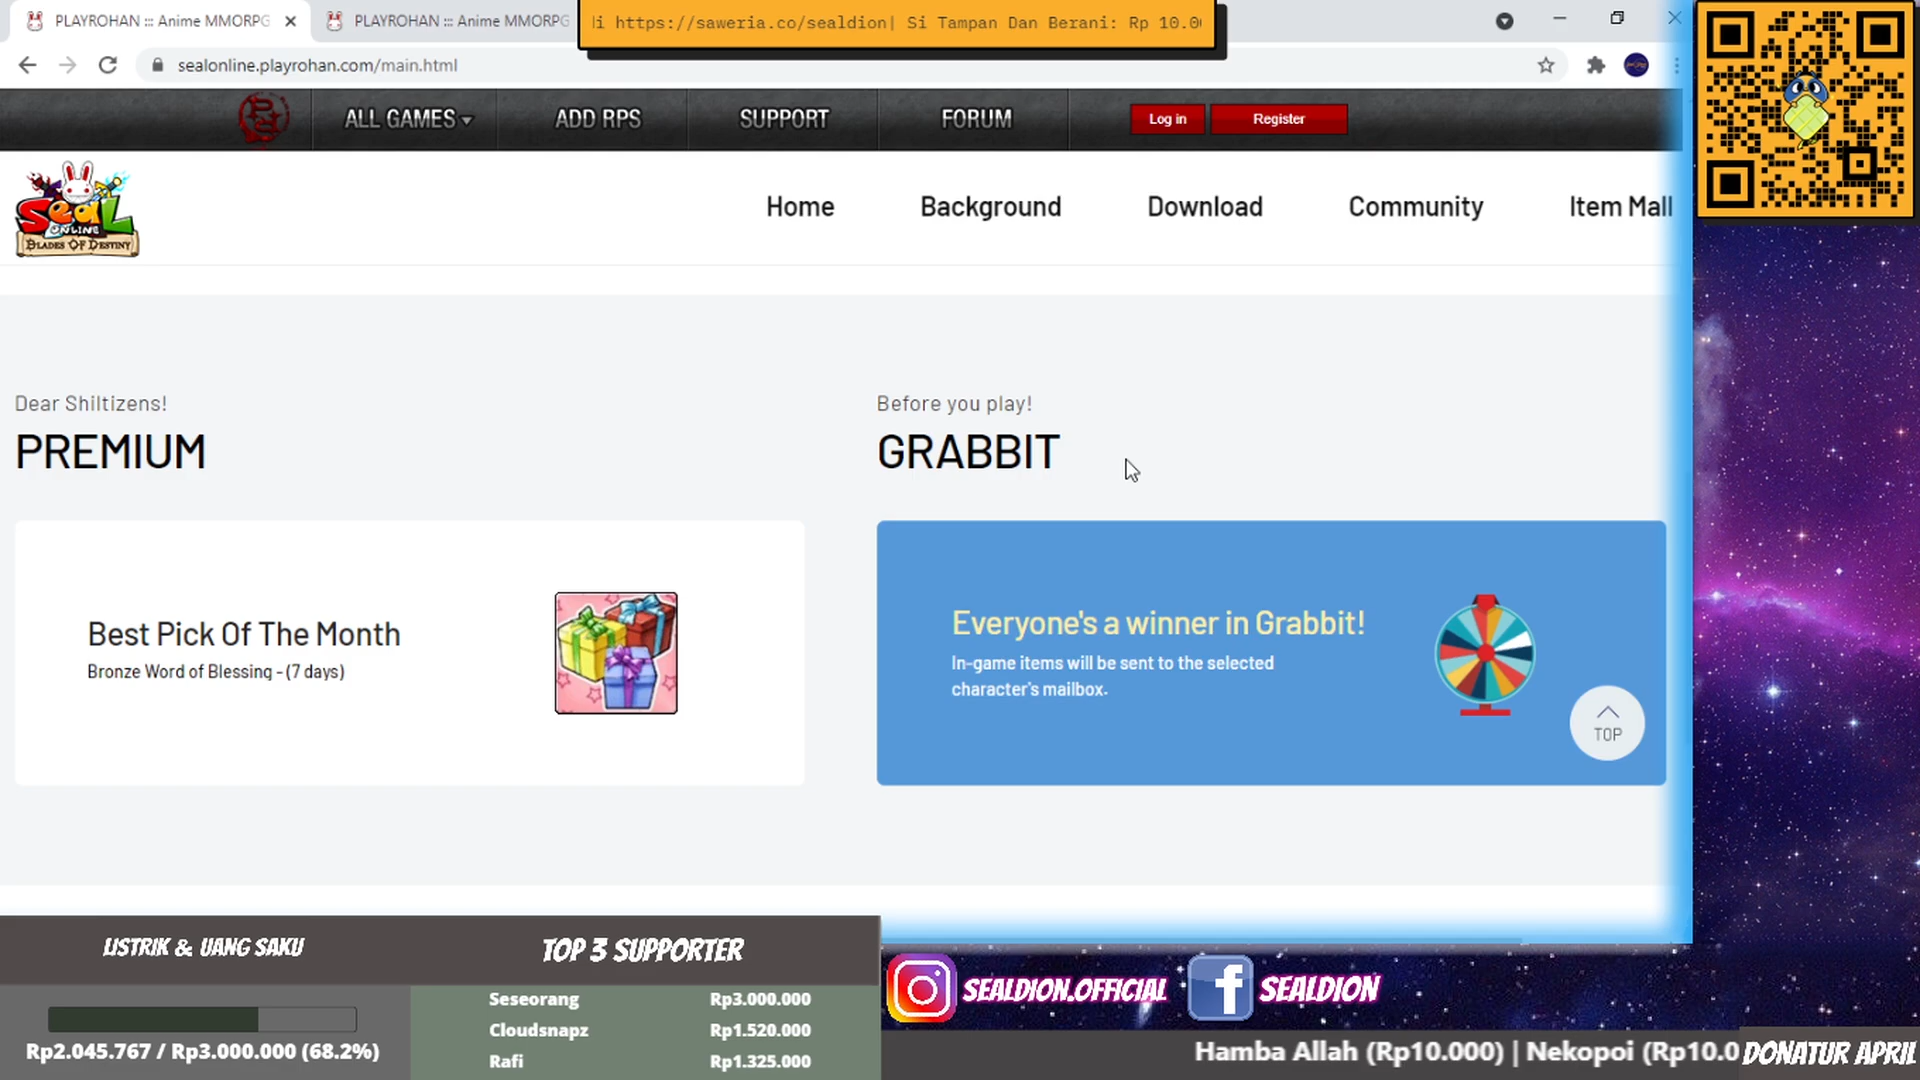 PLAYROHAN ::: Anime MMORPG
PLAYROHAN ::: Anime MMORPG
https://saweria.co/sealdion| Si Tampan Dan Berani: Rp 10.0
sealonline.playrohan.com/main.html
ALL GAMES
ADD RPS
SUPPORT
FORUM
Log in
Register
SEAL
ONLINE
BLADES OF DESTINY
Home
Background
Download
Community
Item Mall
Dear Shiltizens!
PREMIUM
Before you play!
GRABBIT
Best Pick Of The Month
Bronze Word of Blessing - (7 days)
Everyone's a winner in Grabbit!
In-game items will be sent to the selected
character's mailbox.
TOP
LISTRIK & UANG SAKU
Rp2.045.767 / Rp3.000.000 (68.2%)
TOP 3 SUPPORTER
Seseorang Rp3.000.000
Cloudsnapz Rp1.520.000
Rafi Rp1.325.000
SEALDION.OFFICIAL
SEALDION
Hamba Allah (Rp10.000) | Nekopoi (Rp10.0
DONATUR APRIL